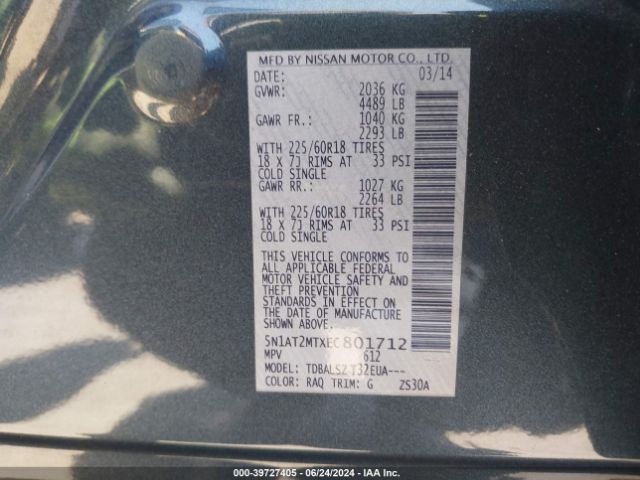 MFD BY NISSAN MOTOR CO., LTD.
DATE: 03/14
GVWR: 2036 KG
4489 LB
GAWR FR.: 1040 KG
2293 LB
WITH 225/60R18 TIRES
18 X 7J RIMS AT 33 PSI
COLD SINGLE
GAWR RR.: 1027 KG
2264 LB
WITH 225/60R18 TIRES
18 X 7J RIMS AT 33 PSI
COLD SINGLE
THIS VEHICLE CONFORMS TO
ALL APPLICABLE FEDERAL
MOTOR VEHICLE SAFETY AND
THEFT PREVENTION
STANDARDS IN EFFECT ON
THE DATE OF MANUFACTURE
SHOWN ABOVE.
5N1AT2MTXEC801712
MPV 612
MODEL: TDBALSZ T32EUA---
COLOR: RAQ TRIM: G ZS30A
000-39727405 • 06/24/2024 • IAA Inc.